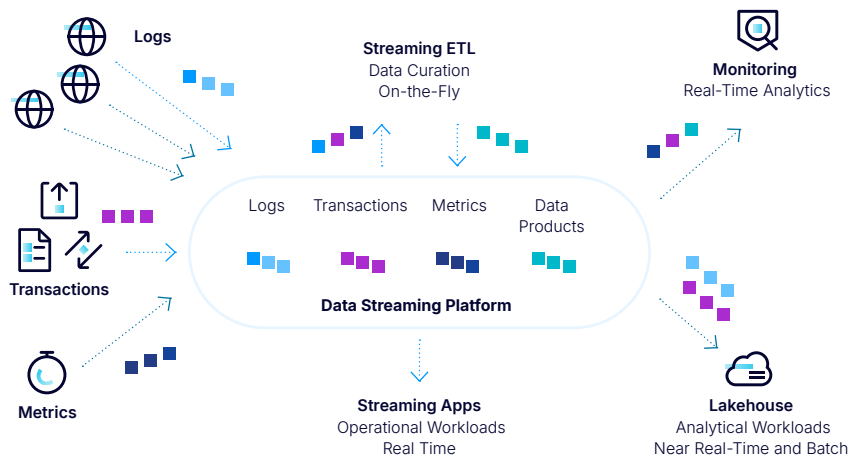 Logs
Streaming ETL
Data Curation
On-the-Fly
Monitoring
Real-Time Analytics
Logs
Transactions
Metrics
Data
Products
Transactions
Data Streaming Platform
Metrics
Streaming Apps
Operational Workloads
Real Time
Lakehouse
Analytical Workloads
Near Real-Time and Batch